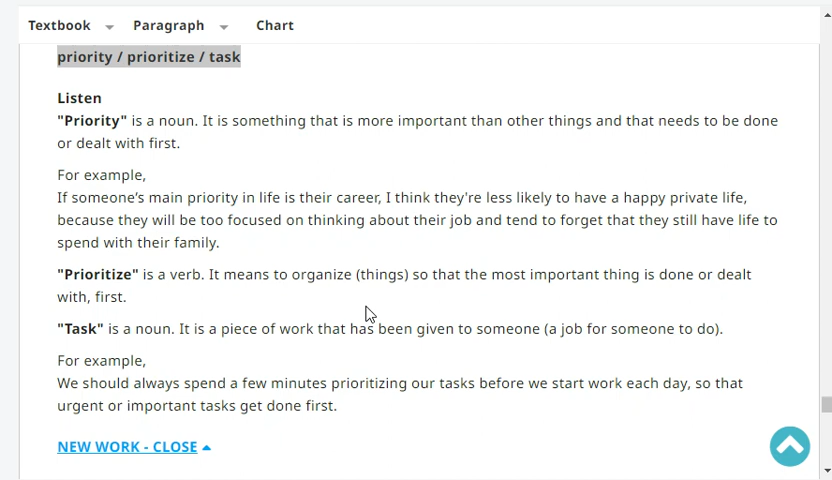 Textbook Paragraph Chart
priority / prioritize / task
Listen
"Priority" is a noun. It is something that is more important than other things and that needs to be done
or dealt with first.
For example,
If someone's main priority in life is their career, I think they're less likely to have a happy private life,
because they will be too focused on thinking about their job and tend to forget that they still have life to
spend with their family.
"Prioritize" is a verb. It means to organize (things) so that the most important thing is done or dealt
with, first.
"Task" is a noun. It is a piece of work that has been given to someone (a job for someone to do).
For example,
We should always spend a few minutes prioritizing our tasks before we start work each day, so that
urgent or important tasks get done first.
NEW WORK - CLOSE